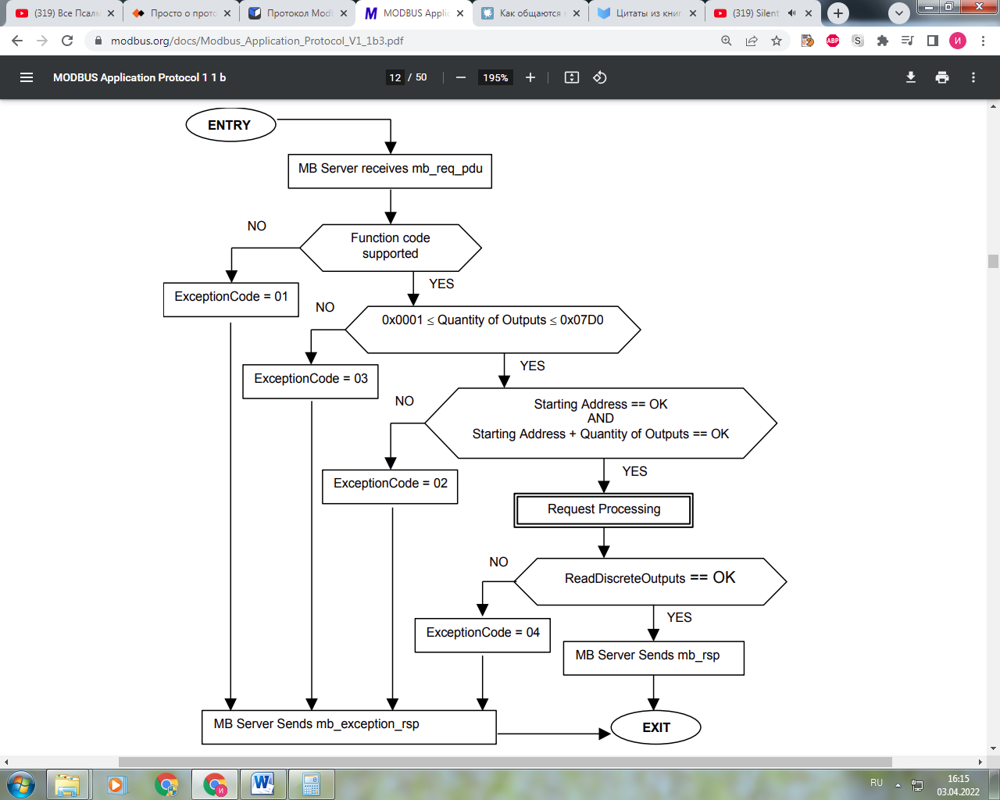 (319) Все Псалм
Просто о прото
Протокол Mod
MODBUS Applic
Как общаются
Цитаты из книг
(319) Silent
modbus.org/docs/Modbus_Application_Protocol_V1_1b3.pdf
ABP
S
И
MODBUS Application Protocol 1 1 b
12 / 50
195%
ENTRY
MB Server receives mb_req_pdu
NO
Function code
supported
YES
ExceptionCode = 01
NO
0x0001 ≤ Quantity of Outputs ≤ 0x07D0
YES
ExceptionCode = 03
NO
Starting Address == OK
AND
Starting Address + Quantity of Outputs == OK
YES
ExceptionCode = 02
Request Processing
NO
ReadDiscreteOutputs == OK
YES
ExceptionCode = 04
MB Server Sends mb_rsp
MB Server Sends mb_exception_rsp
EXIT
RU
16:15
03.04.2022